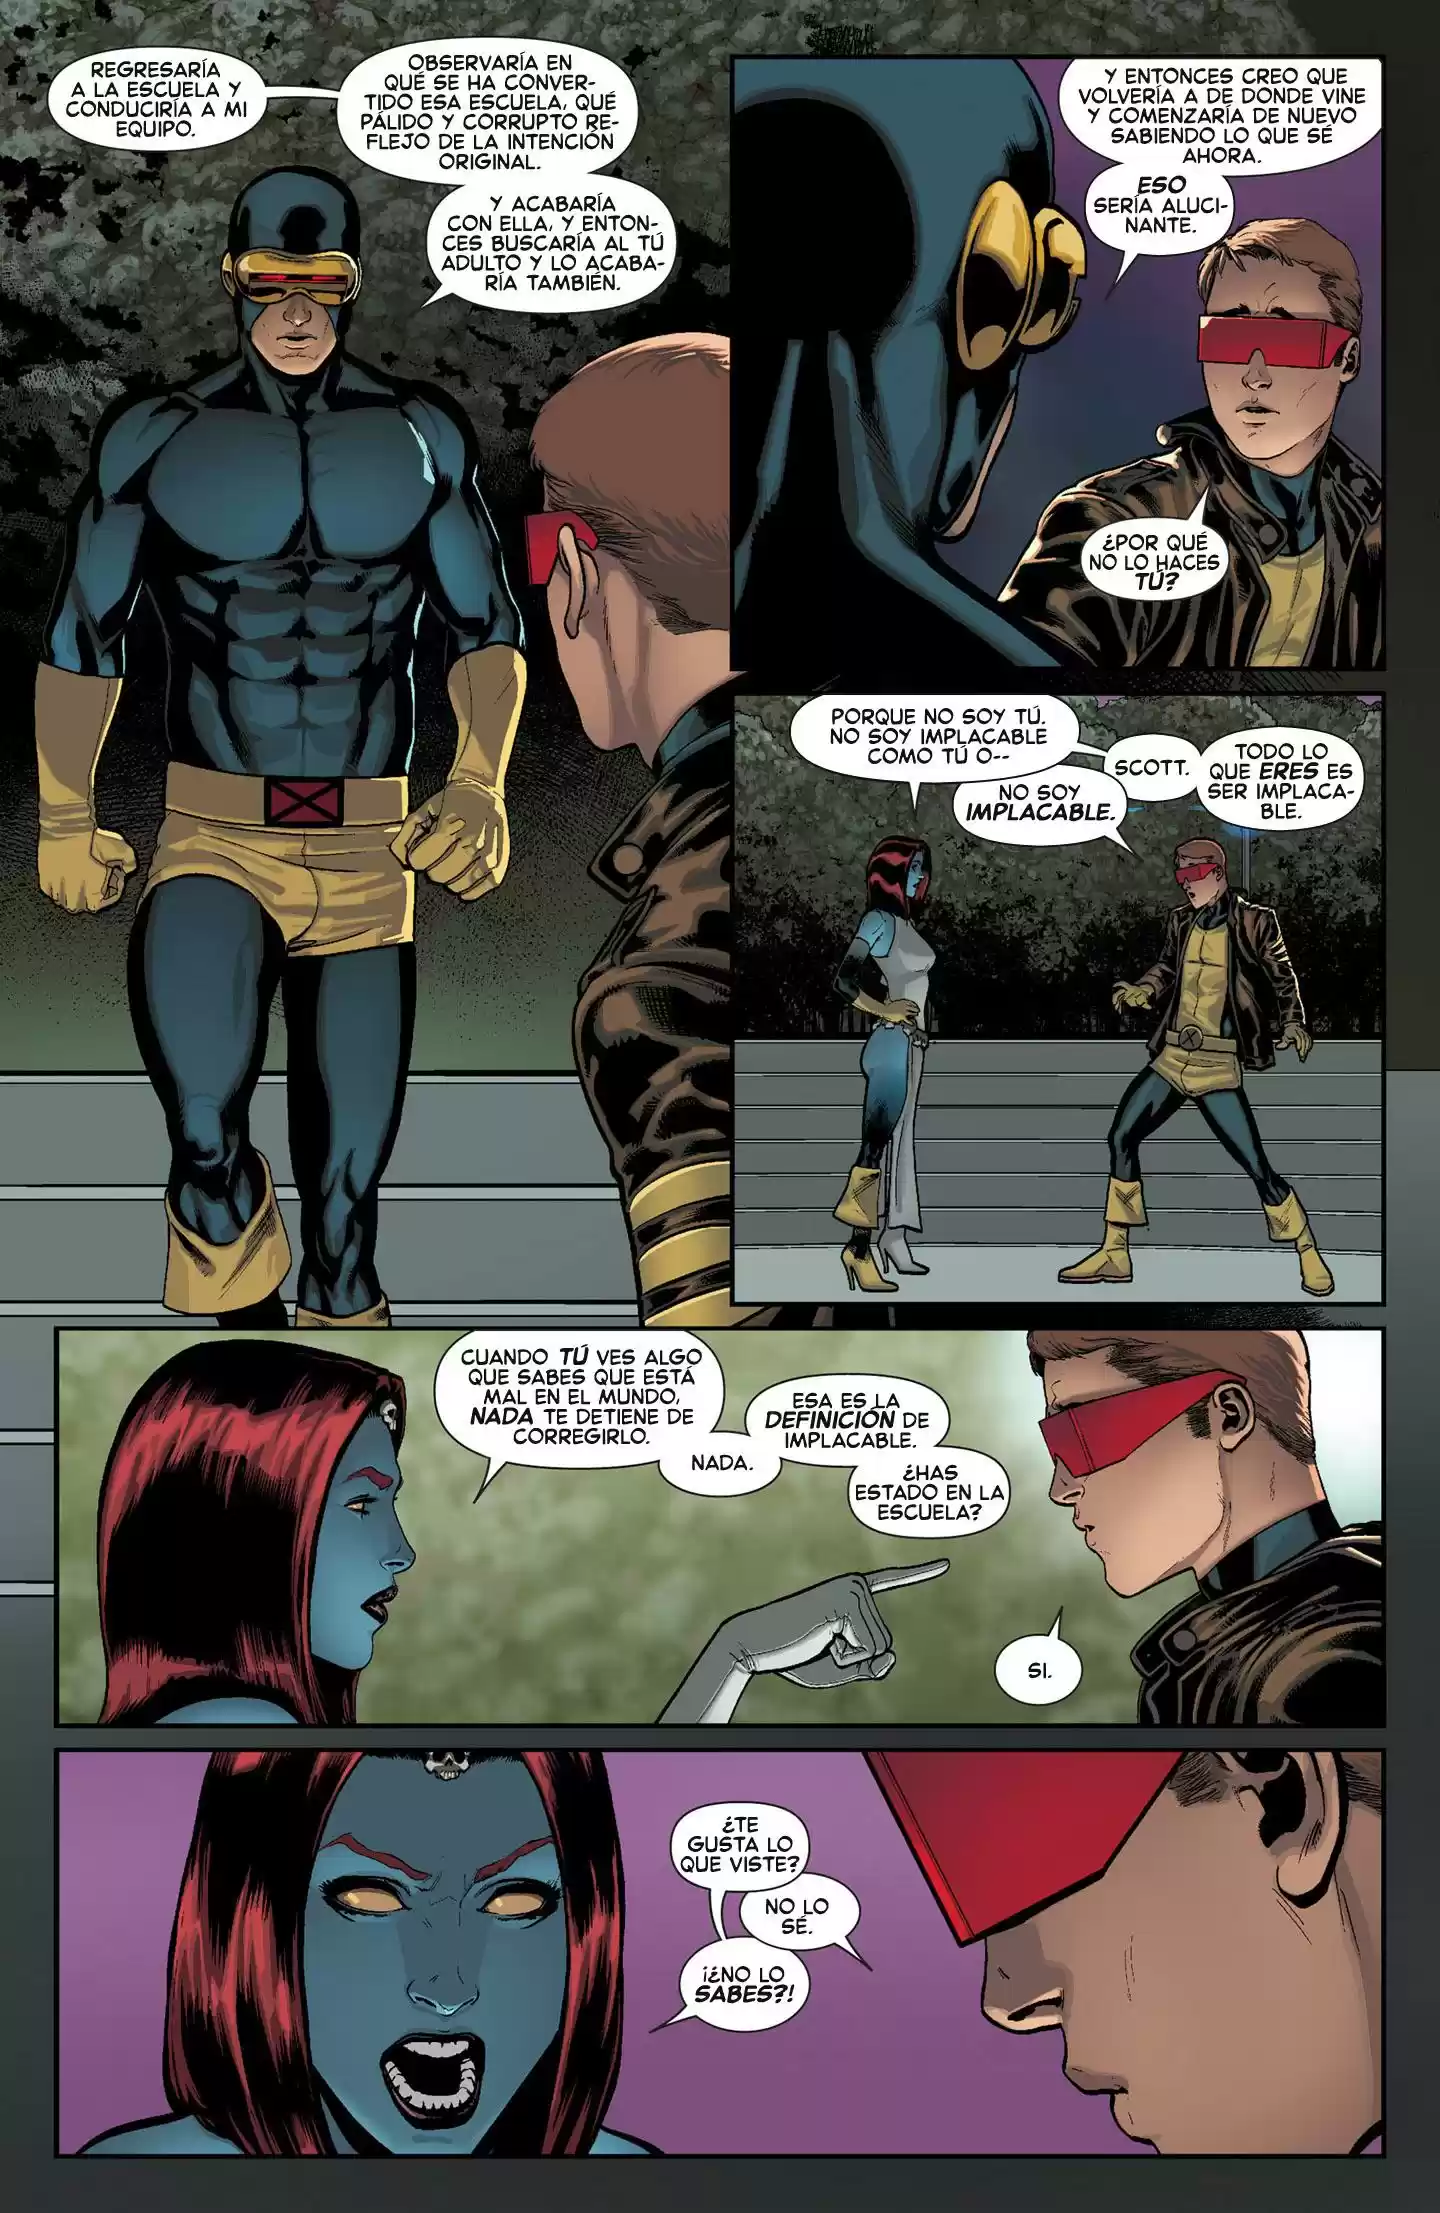 REGRESARÍA
A LA ESCUELA Y
CONDUCIRÍA A MI
EQUIPO.
OBSERVARÍA EN
QUÉ SE HA CONVER-
TIDO ESA ESCUELA, QUÉ
PÁLIDO Y CORRUPTO RE-
FLEJO DE LA INTENCIÓN
ORIGINAL.
Y ACABARÍA
CON ELLA, Y ENTON-
CES BUSCARÍA AL TÚ
ADULTO Y LO ACABA-
RÍA TAMBIÉN.
Y ENTONCES CREO QUE
VOLVERÍA A DE DONDE VINE
Y COMENZARÍA DE NUEVO
SABIENDO LO QUE SÉ
AHORA.
ESO
SERÍA ALUCI-
NANTE.
¿POR QUÉ
NO LO HACES
TÚ?
PORQUE NO SOY TÚ.
NO SOY IMPLACABLE
COMO TÚ O--
NO SOY
IMPLACABLE.
SCOTT.
TODO LO
QUE ERES ES
SER IMPLACA-
BLE.
CUANDO TÚ VES ALGO
QUE SABES QUE ESTÁ
MAL EN EL MUNDO,
NADA TE DETIENE DE
CORREGIRLO.
NADA.
ESA ES LA
DEFINICIÓN DE
IMPLACABLE.
¿HAS
ESTADO EN LA
ESCUELA?
SI.
¿TE
GUSTA LO
QUE VISTE?
NO LO
SÉ.
¡¿NO LO
SABES?!